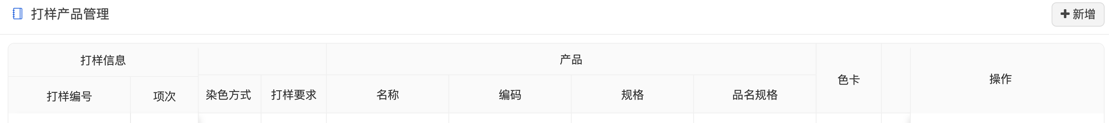 打样产品管理
新增
打样信息 产品 色卡 操作
打样编号 项次 染色方式 打样要求 名称 编码 规格 品名规格